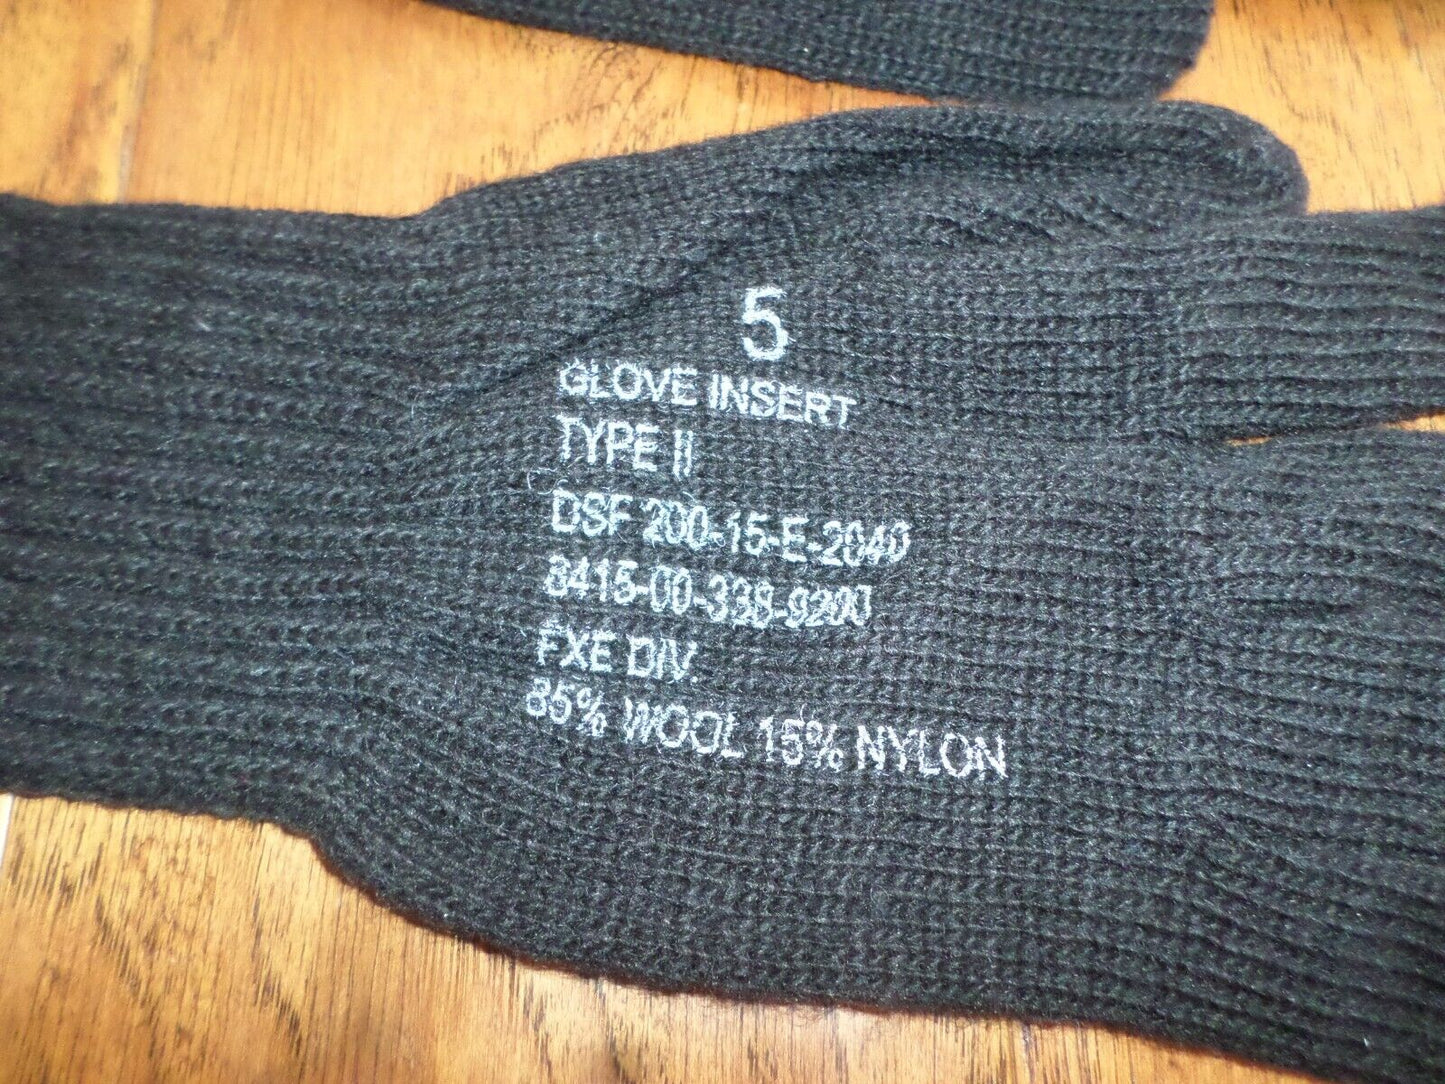 5
GLOVE INSERT
TYPE II
DSF 200-15-E-2040
8415-00-338-9200
FXE DIV.
85% WOOL 15% NYLON